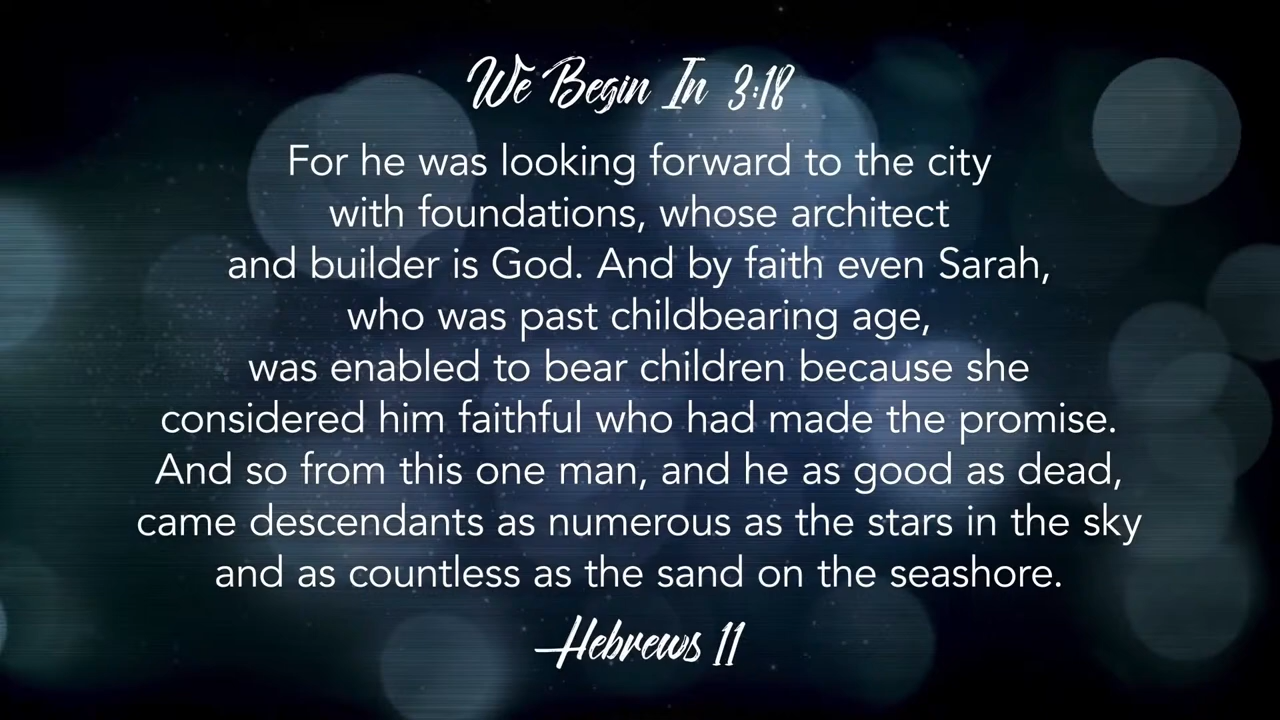 We Begin In 3:18
For he was looking forward to the city
with foundations, whose architect
and builder is God. And by faith even Sarah,
who was past childbearing age,
was enabled to bear children because she
considered him faithful who had made the promise.
And so from this one man, and he as good as dead,
came descendants as numerous as the stars in the sky
and as countless as the sand on the seashore.
—Hebrews 11